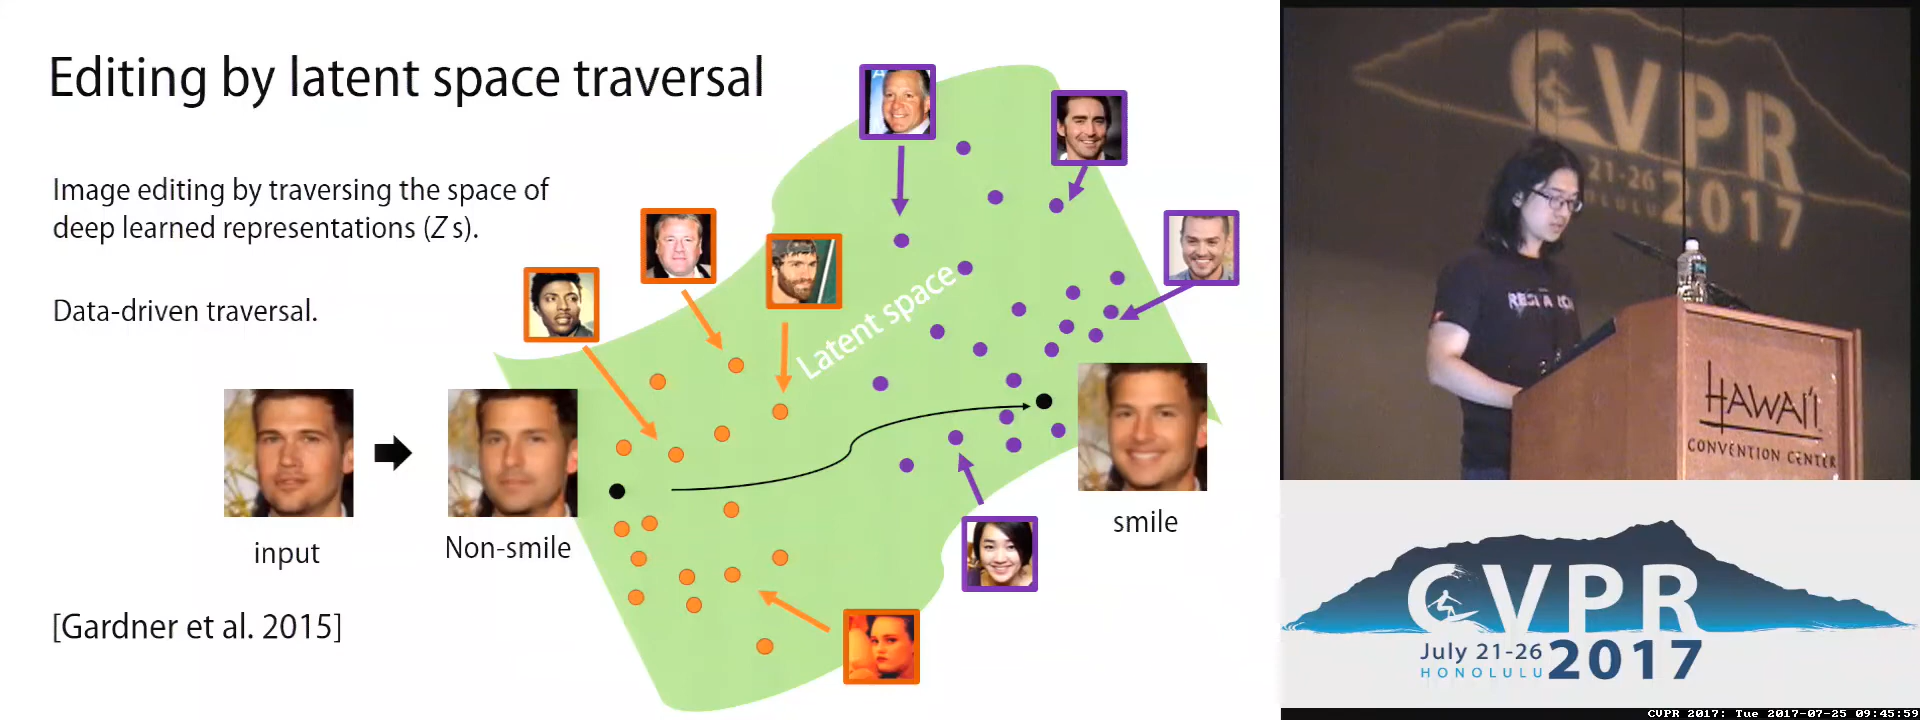 Editing by latent space traversal
Image editing by traversing the space of
deep learned representations (Z s).
Data-driven traversal.
Latent space
input
Non-smile
smile
[Gardner et al. 2015]
CVPR
21-26
2017
HAWAI'I
CONVENTION CENTER
CVPR
July 21-26
HONOLULU
2017
CVPR 2017: Tue 2017-07-25 09:45:59